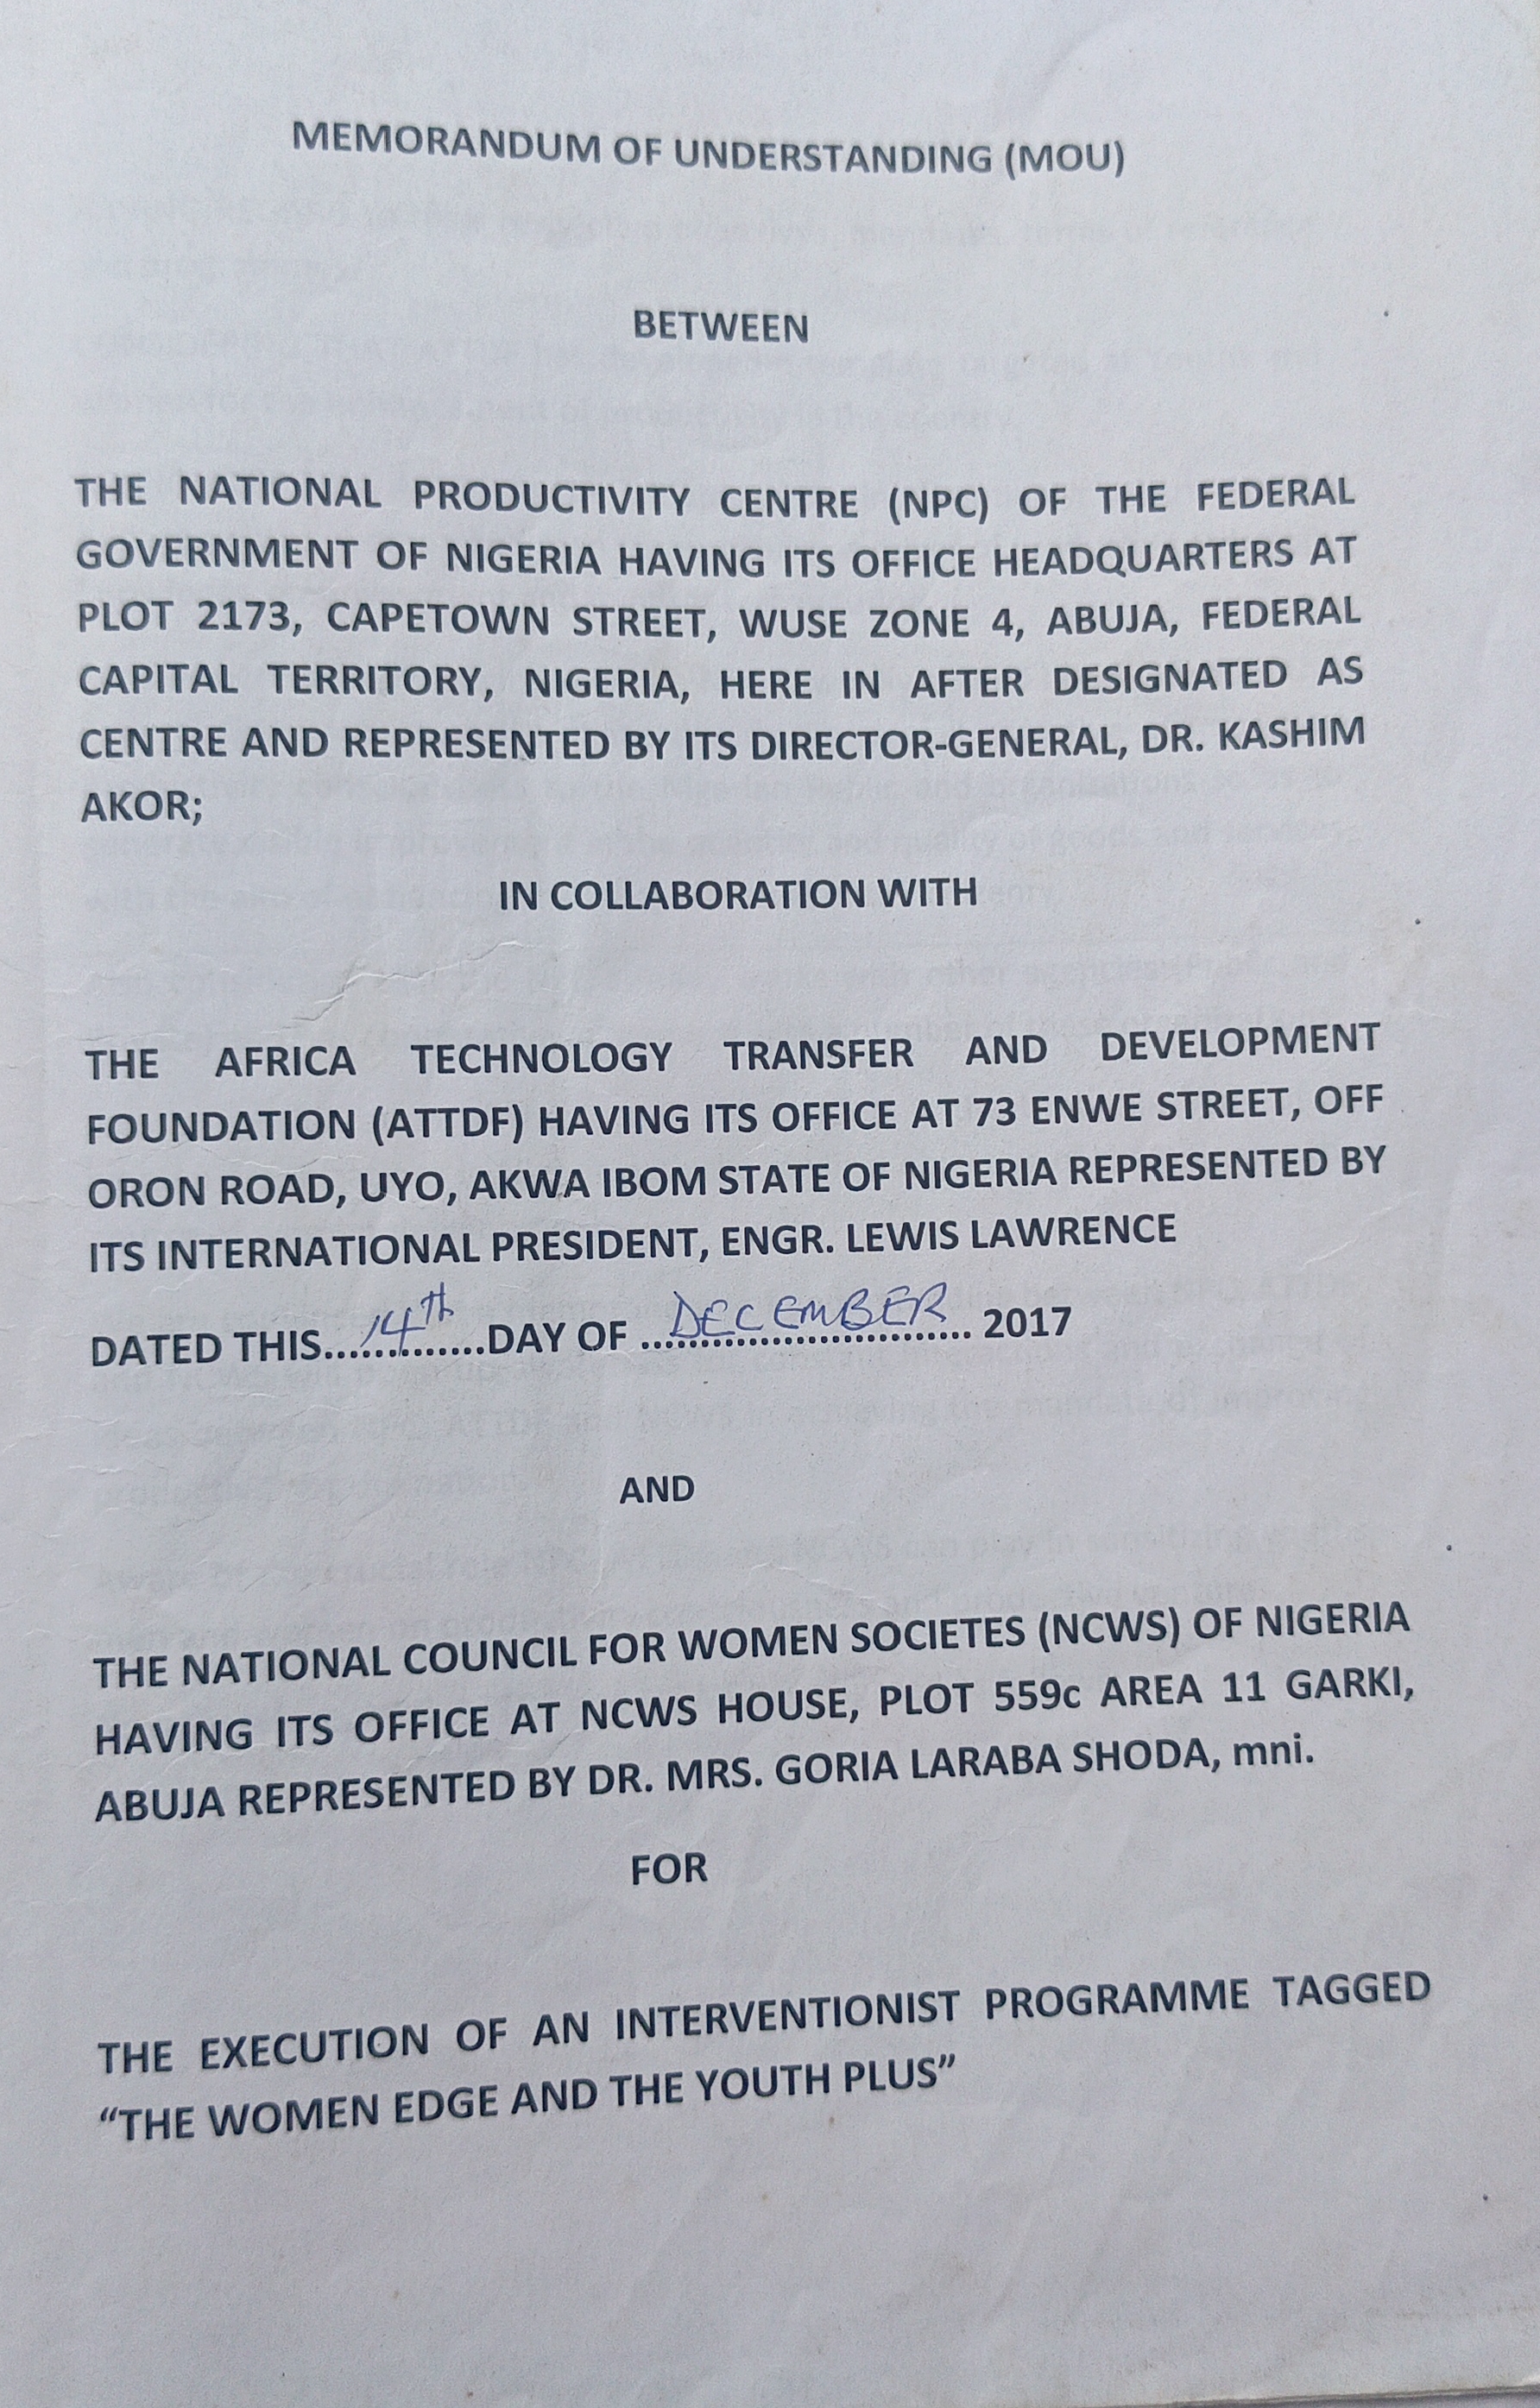 MEMORANDUM OF UNDERSTANDING (MOU)
BETWEEN
THE NATIONAL PRODUCTIVITY CENTRE (NPC) OF THE FEDERAL
GOVERNMENT OF NIGERIA HAVING ITS OFFICE HEADQUARTERS AT
PLOT 2173, CAPETOWN STREET, WUSE ZONE 4, ABUJA, FEDERAL
CAPITAL TERRITORY, NIGERIA, HERE IN AFTER DESIGNATED AS
CENTRE AND REPRESENTED BY ITS DIRECTOR-GENERAL, DR. KASHIM
AKOR;
IN COLLABORATION WITH
THE AFRICA TECHNOLOGY TRANSFER AND DEVELOPMENT
FOUNDATION (ATTDF) HAVING ITS OFFICE AT 73 ENWE STREET, OFF
ORON ROAD, UYO, AKWA IBOM STATE OF NIGERIA REPRESENTED BY
ITS INTERNATIONAL PRESIDENT, ENGR. LEWIS LAWRENCE
DATED THIS....14th....DAY OF ....DECEMBER.... 2017
AND
THE NATIONAL COUNCIL FOR WOMEN SOCIETES (NCWS) OF NIGERIA
HAVING ITS OFFICE AT NCWS HOUSE, PLOT 559c AREA 11 GARKI,
ABUJA REPRESENTED BY DR. MRS. GORIA LARABA SHODA, mni.
FOR
THE EXECUTION OF AN INTERVENTIONIST PROGRAMME TAGGED
“THE WOMEN EDGE AND THE YOUTH PLUS”